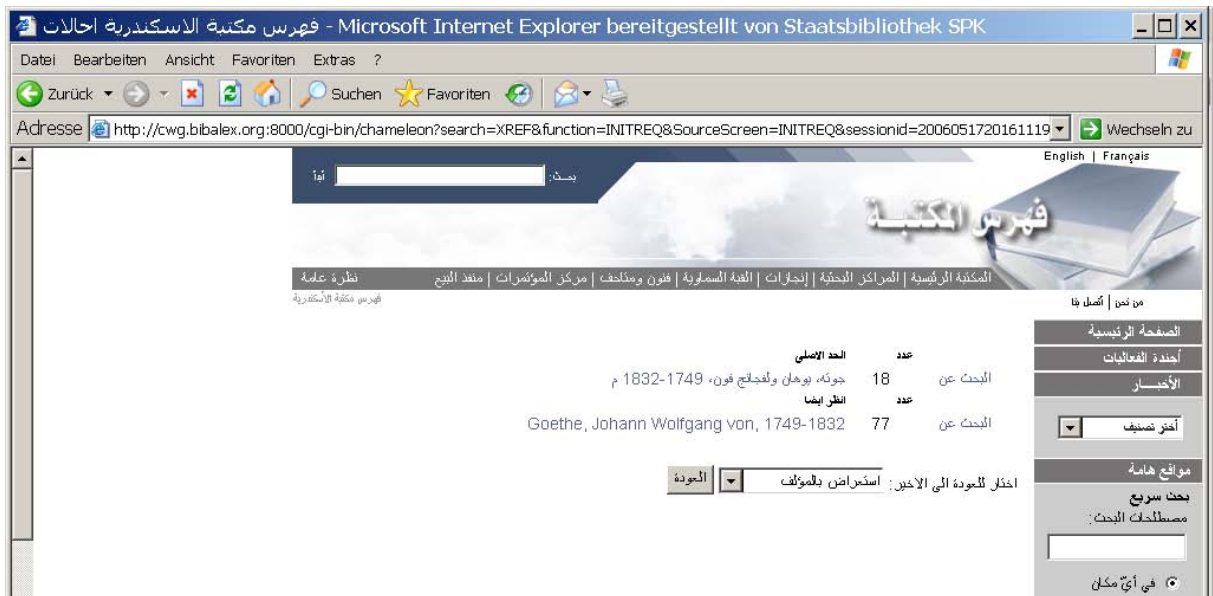 فهرس مكتبة الاسكندرية احالات - Microsoft Internet Explorer bereitgestellt von Staatsbibliothek SPK
Datei Bearbeiten Ansicht Favoriten Extras ?
Zurück Suchen Favoriten
Adresse http://cwg.bibalex.org:8000/cgi-bin/chameleon?search=XREF&function=INITREQ&SourceScreen=INITREQ&sessionid=2006051720161119 Wechseln zu
English | Français
بحـث: أبدأ
فهرس المكتبـة
المكتبة الرئيسية | المراكز البحثية | إنجازات | القبة السماوية | فنون ومتاحف | مركز المؤتمرات | منفذ البيع نظرة عامة
من نحن | اتصل بنا فهرس مكتبة الأسكندرية
الصفحة الرئيسية
أجندة الفعاليات
الأخبـــار
عدد الحد الاصلي
البحث عن 18 جوته، يوهان ولفجانج فون، 1749-1832 م
عدد انظر ايضا
البحث عن 77 Goethe, Johann Wolfgang von, 1749-1832
أختر تصنيف
اختار للعودة الى الاخير: استعراض بالمؤلف العودة
مواقع هامة
بحث سريع
مصطلحات البحث:
في أيّ مكان